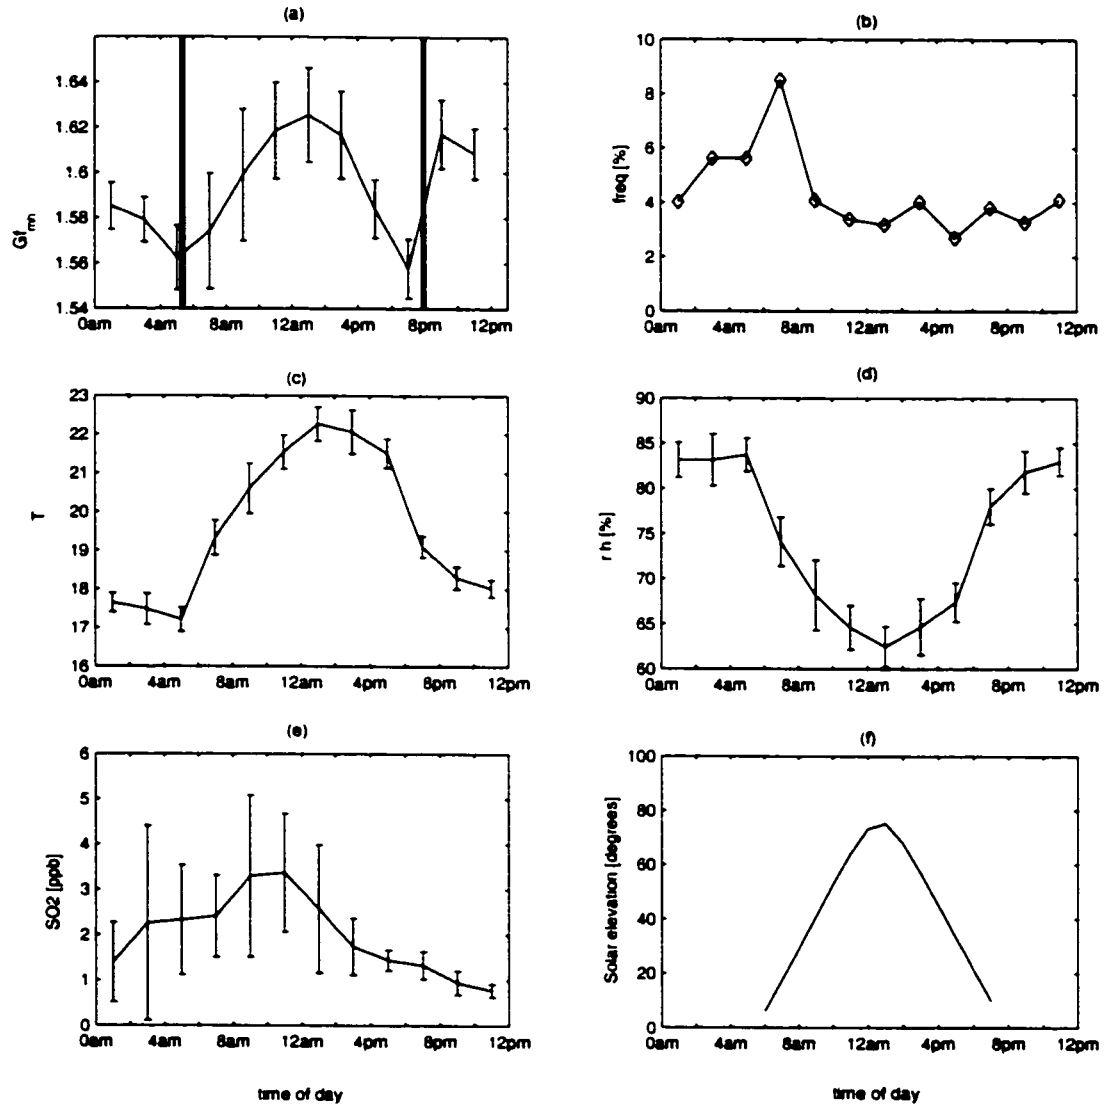 (a)
1.64
1.62
1.6
1.58
1.56
1.54
Gf mh
0am 4am 8am 12am 4pm 8pm 12pm
(b)
10
8
6
4
2
0
freq [%]
0am 4am 8am 12am 4pm 8pm 12pm
(c)
23
22
21
20
19
18
17
16
T
0am 4am 8am 12am 4pm 8pm 12pm
(d)
90
85
80
75
70
65
60
r h [%]
0am 4am 8am 12am 4pm 8pm 12pm
(e)
6
5
4
3
2
1
0
SO2 [ppb]
0am 4am 8am 12am 4pm 8pm 12pm
time of day
(f)
100
80
60
40
20
0
Solar elevation [degrees]
0am 4am 8am 12am 4pm 8pm 12pm
time of day